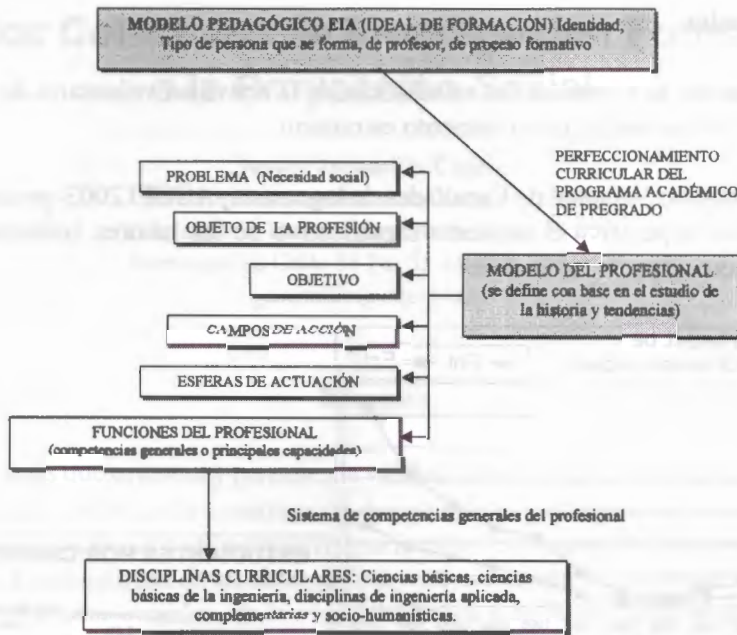 MODELO PEDAGÓGICO EIA (IDEAL DE FORMACIÓN) Identidad,
Tipo de persona que se forma, de profesor, de proceso formativo
PERFECCIONAMIENTO
CURRICULAR DEL
PROGRAMA ACADÉMICO
DE PREGRADO
PROBLEMA (Necesidad social)
OBJETO DE LA PROFESIÓN
OBJETIVO
MODELO DEL PROFESIONAL
(se define con base en el estudio de
la historia y tendencias)
CAMPOS DE ACCIÓN
ESFERAS DE ACTUACIÓN
FUNCIONES DEL PROFESIONAL
(competencias generales o principales capacidades)
Sistema de competencias generales del profesional
DISCIPLINAS CURRICULARES: Ciencias básicas, ciencias
básicas de la ingeniería, disciplinas de ingeniería aplicada,
complementarias y socio-humanísticas.